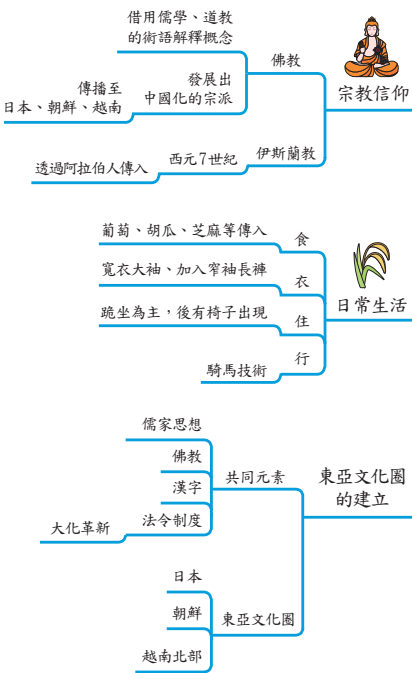 宗教信仰
佛教
借用儒學、道教
的術語解釋概念
發展出
中國化的宗派
傳播至
日本、朝鮮、越南
伊斯蘭教
西元7世紀
透過阿拉伯人傳入
日常生活
食
葡萄、胡瓜、芝麻等傳入
衣
寬衣大袖、加入窄袖長褲
住
跪坐為主，後有椅子出現
行
騎馬技術
東亞文化圈
的建立
共同元素
儒家思想
佛教
漢字
法令制度
大化革新
東亞文化圈
日本
朝鮮
越南北部